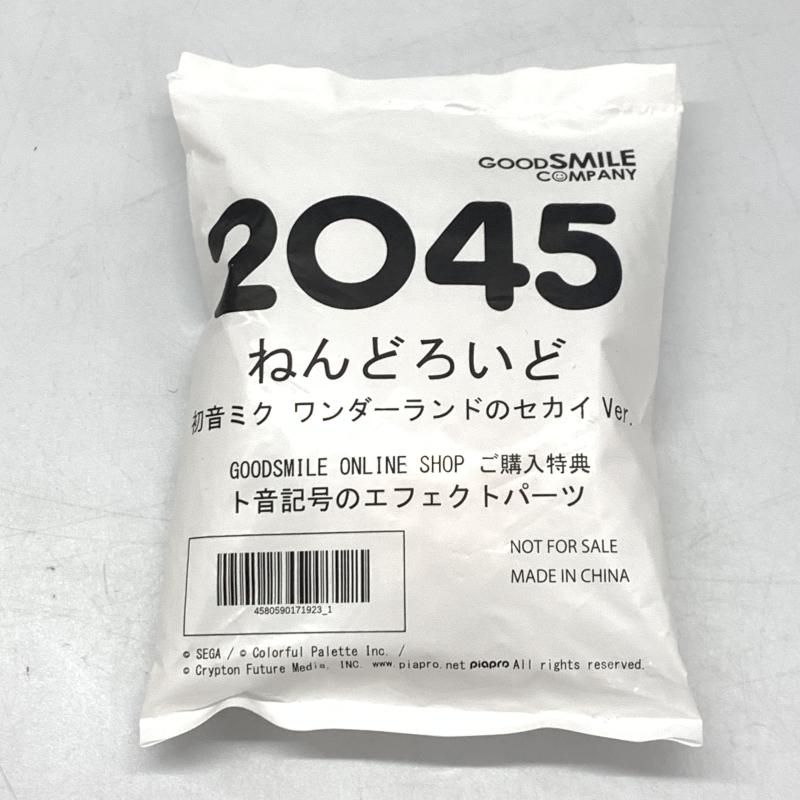 GOODSMILE
COMPANY
2045
ねんどろいど
初音ミク ワンダーランドのセカイ Ver.
GOODSMILE ONLINE SHOP ご購入特典
ト音記号のエフェクトパーツ
NOT FOR SALE
MADE IN CHINA
4580590171923_1
© SEGA / © Colorful Palette Inc. /
© Crypton Future Media, INC. www.piapro.net piapro All rights reserved.